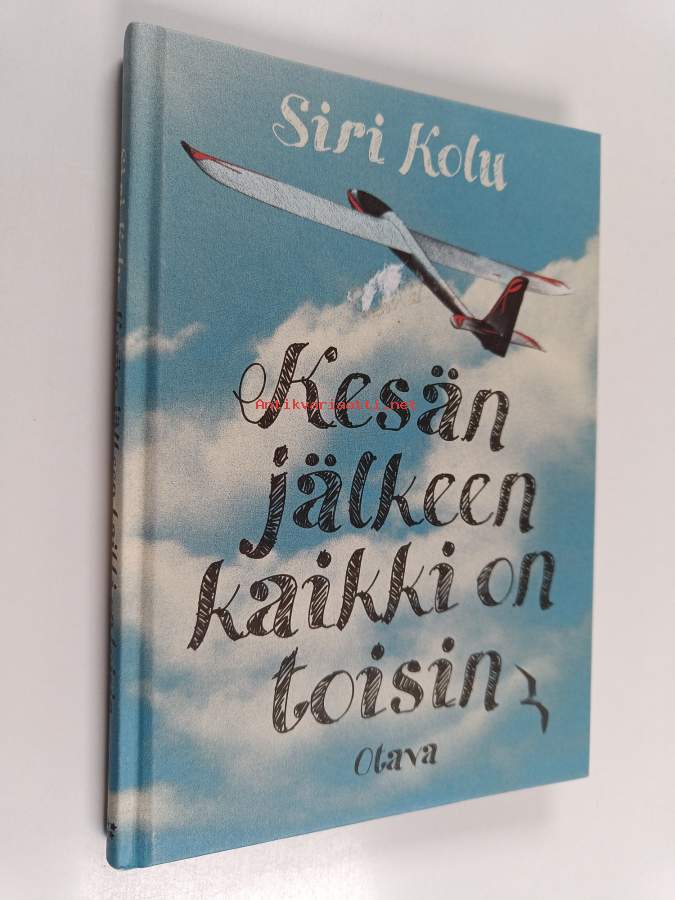 Siri Kolu
Kesän
Antikvariaatti.net
jälkeen
kaikki on
toisin
Otava